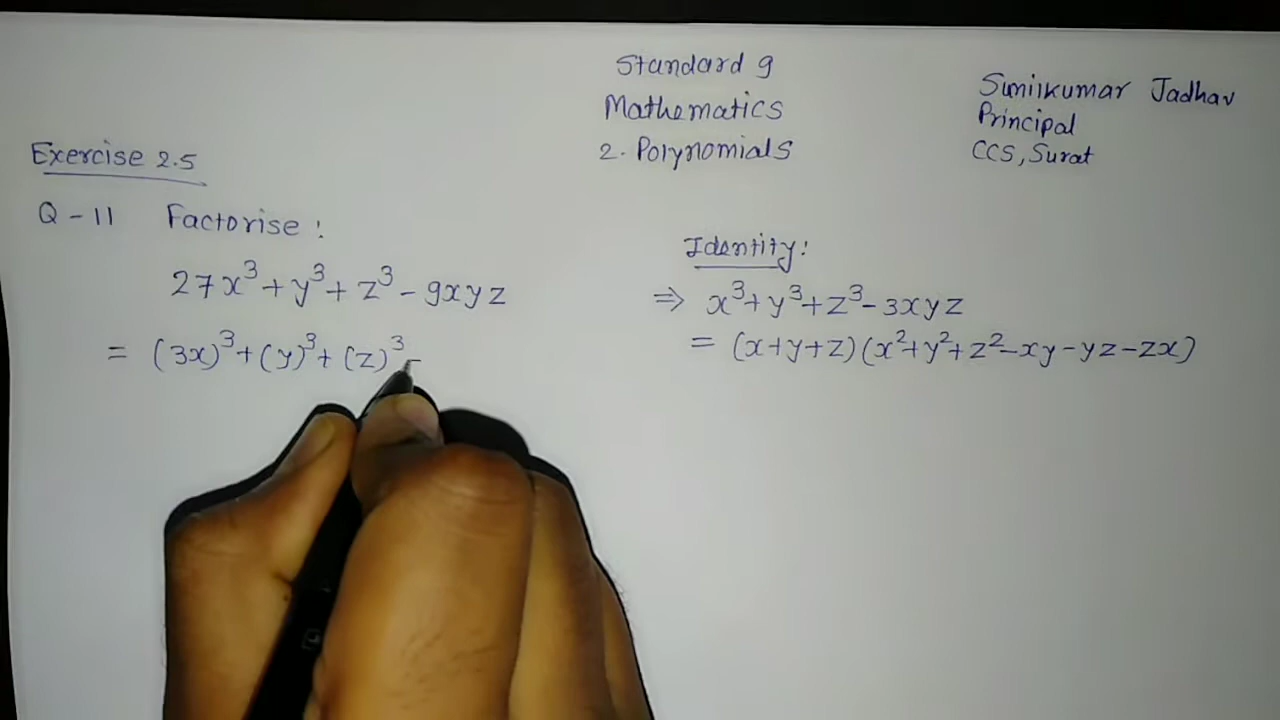 Standard 9
Mathematics
2. Polynomials
Sunilkumar Jadhav
Principal
CCS, Surat
Exercise 2.5
Q - 11 Factorise :
27x³ + y³ + z³ - 9xyz
= (3x)³ + (y)³ + (z)³ -
Identity :
⇒ x³ + y³ + z³ - 3xyz
= (x+y+z)(x²+y²+z²-xy-yz-zx)